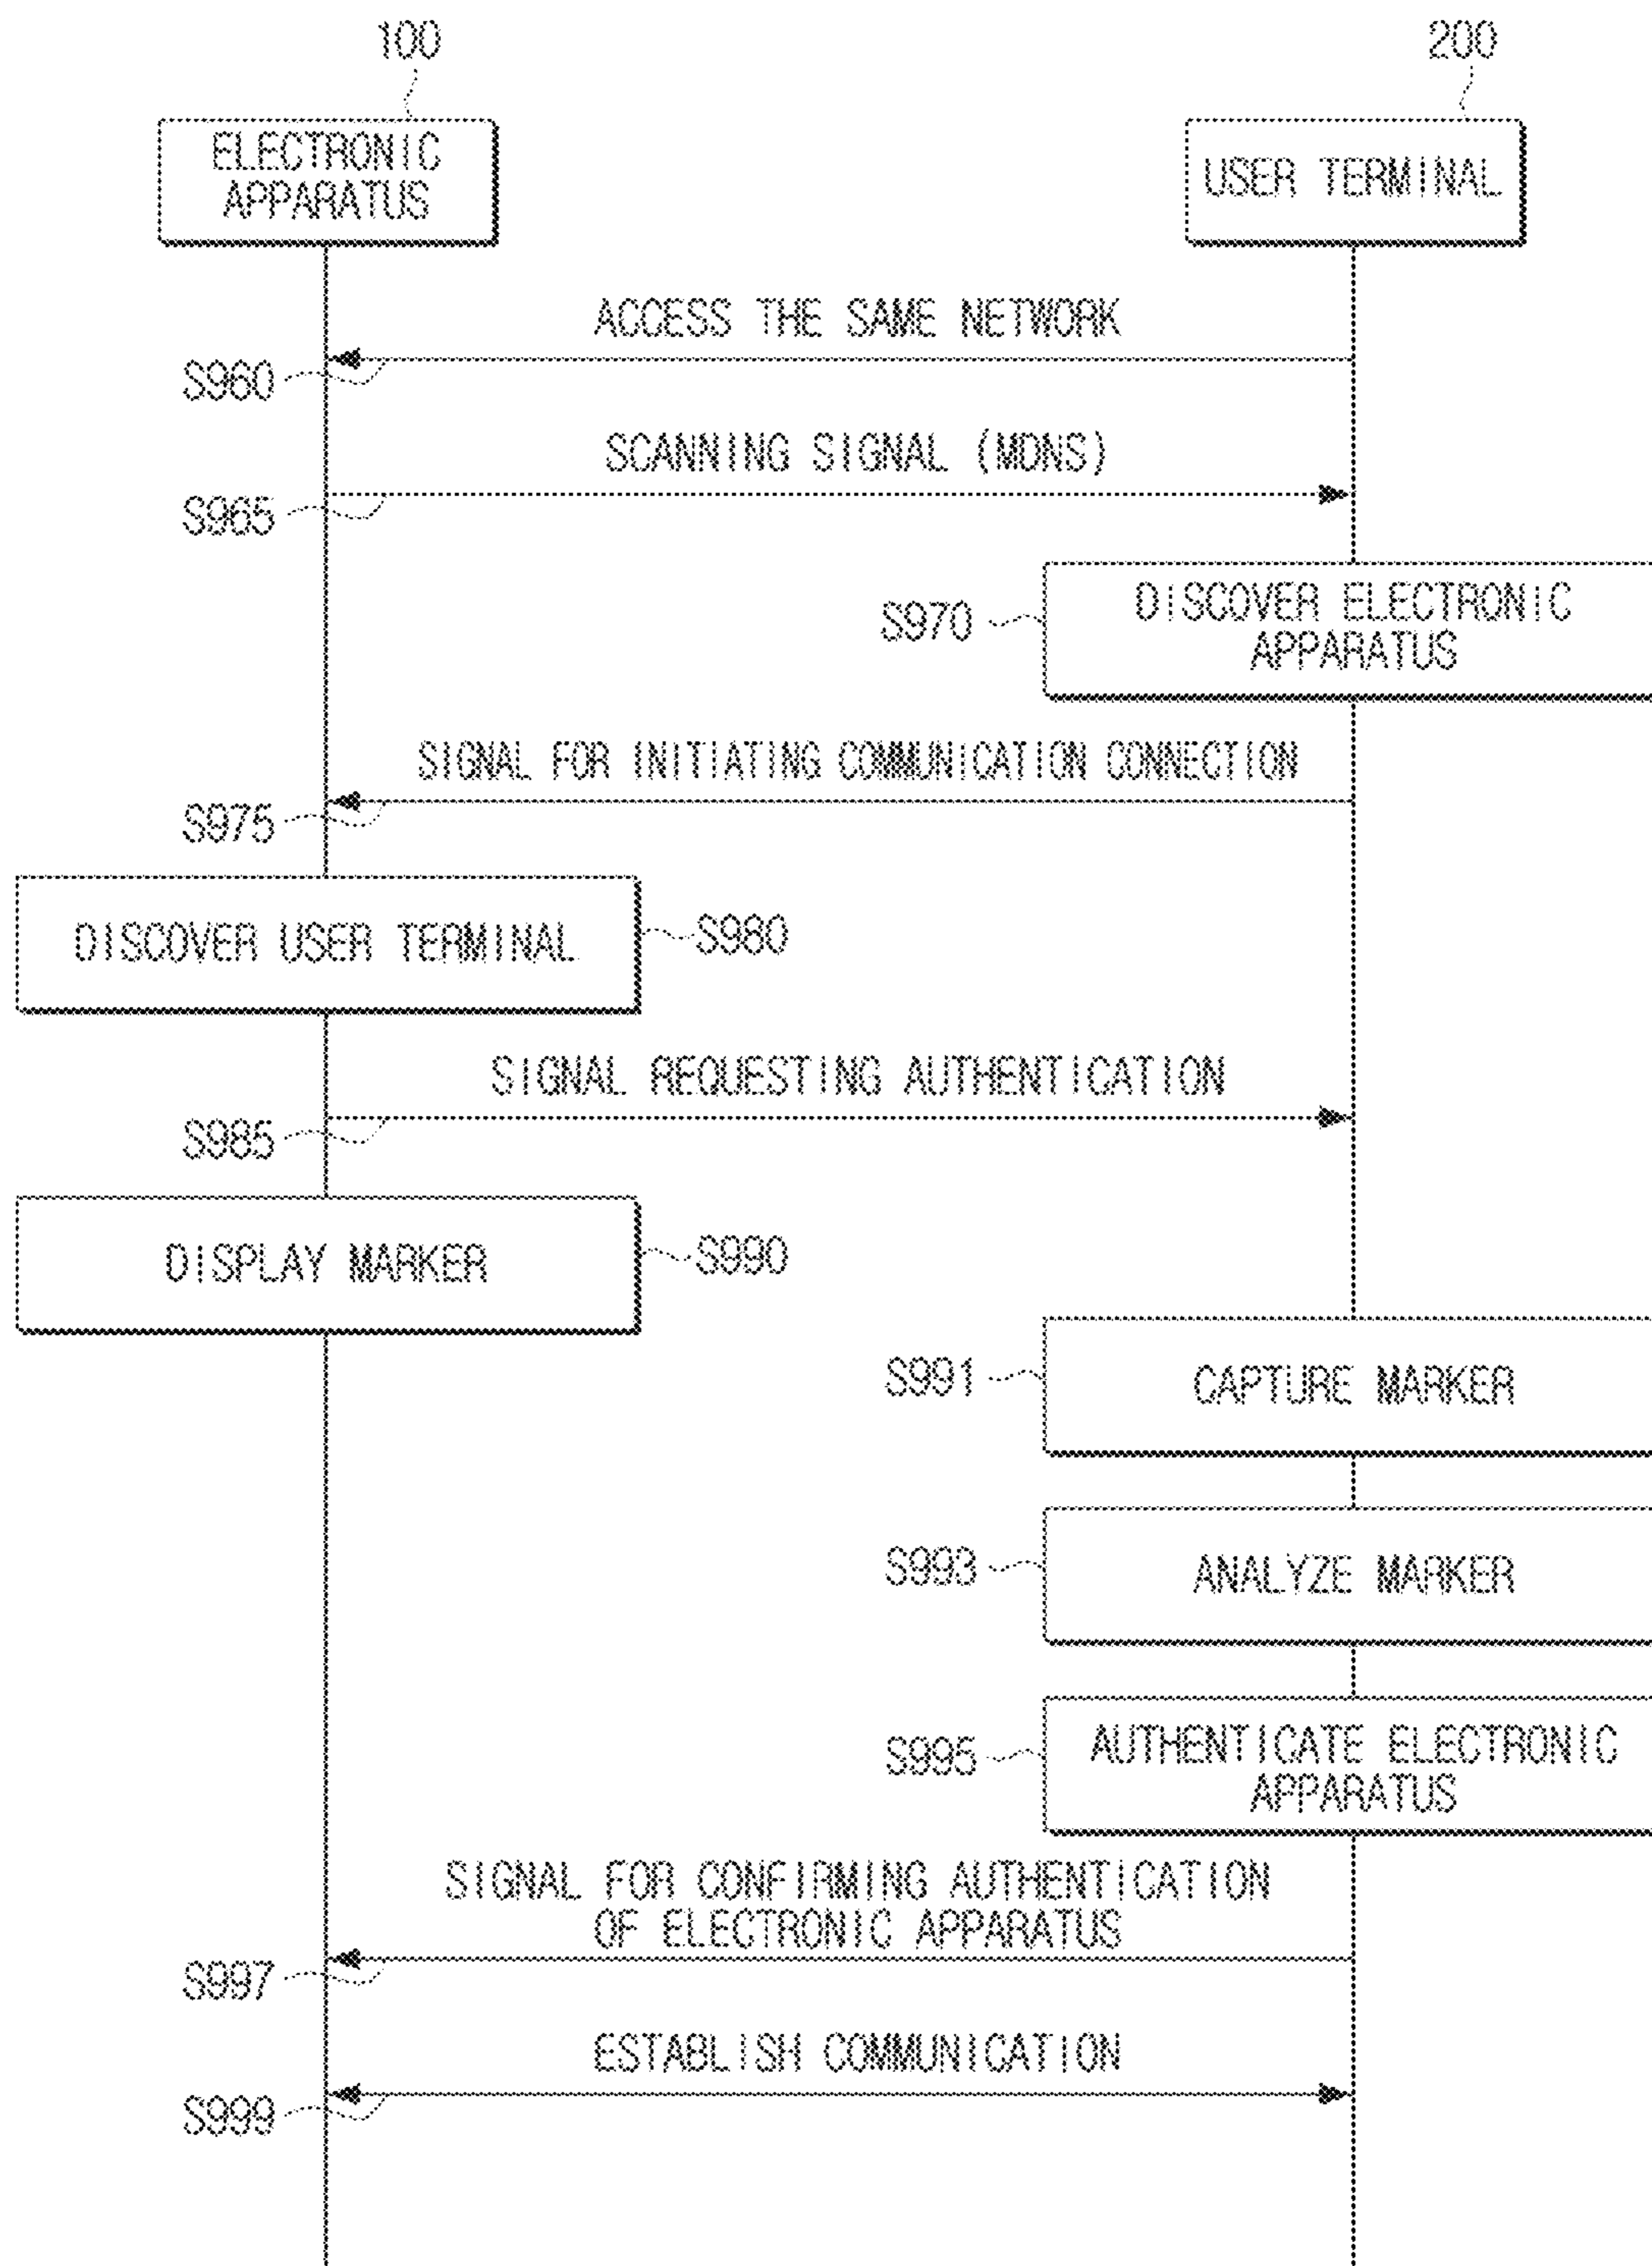 100
200
ELECTRONIC
APPARATUS
USER TERMINAL
ACCESS THE SAME NETWORK
S960
SCANNING SIGNAL (MDNS)
S965
S970
DISCOVER ELECTRONIC
APPARATUS
SIGNAL FOR INITIATING COMMUNICATION CONNECTION
S975
DISCOVER USER TERMINAL
S980
SIGNAL REQUESTING AUTHENTICATION
S985
DISPLAY MARKER
S990
S991
CAPTURE MARKER
S993
ANALYZE MARKER
S995
AUTHENTICATE ELECTRONIC
APPARATUS
SIGNAL FOR CONFIRMING AUTHENTICATION
OF ELECTRONIC APPARATUS
S997
ESTABLISH COMMUNICATION
S999